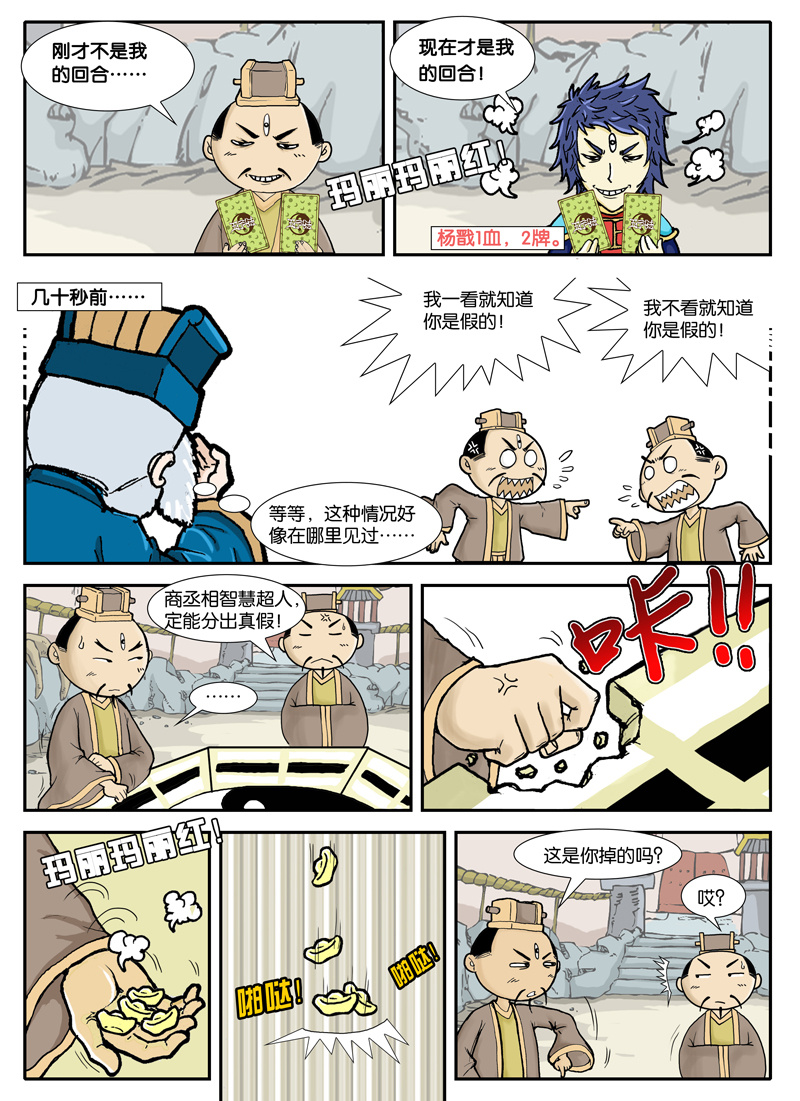 刚才不是我
的回合……
现在才是我
的回合！
玛丽玛丽红！
杨戬1血，2牌。
几十秒前……
我一看就知道
你是假的！
我不看就知道
你是假的！
等等，这种情况好
像在哪里见过……
商丞相智慧超人，
定能分出真假！
……
咔！！
玛丽玛丽红！
啪哒！
啪哒！
这是你掉的吗？
哎？